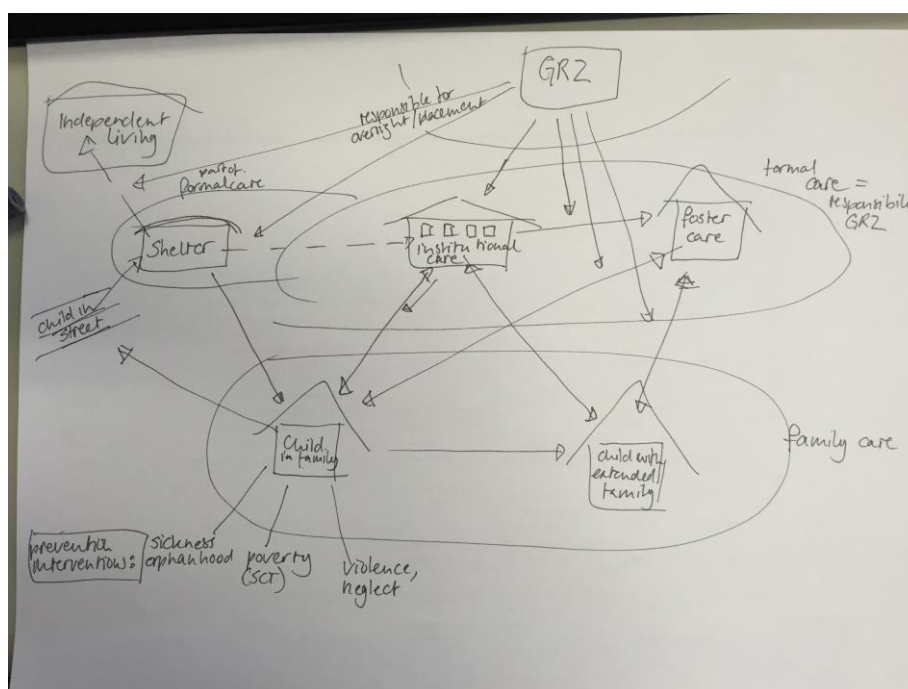 GRZ
Independent
living
responsible for
oversight/placement
part of
formal care
formal
care =
responsibili
GRZ
Shelter
institutional
care
foster
care
child in
street
Child
in family
child with
extended
family
family care
prevention
interventions:
sickness
orphanhood
poverty
(SCT)
violence,
neglect